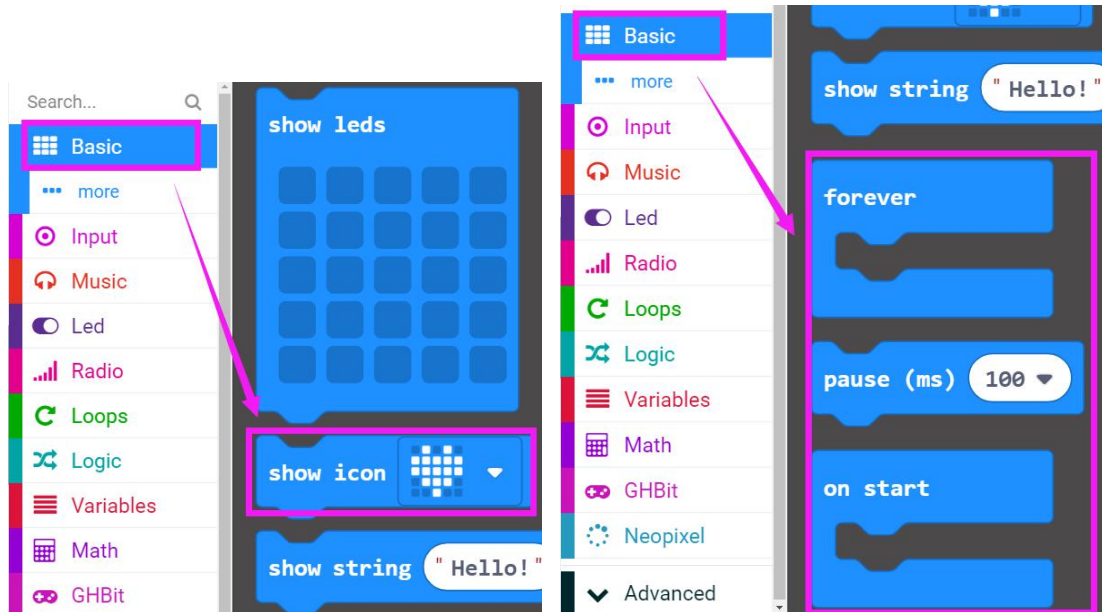 Search...
Basic
more
Input
Music
Led
Radio
Loops
Logic
Variables
Math
GHBit
show leds
show icon
show string "Hello!"
Basic
more
Input
Music
Led
Radio
Loops
Logic
Variables
Math
GHBit
Neopixel
Advanced
show string "Hello!"
forever
pause (ms) 100
on start